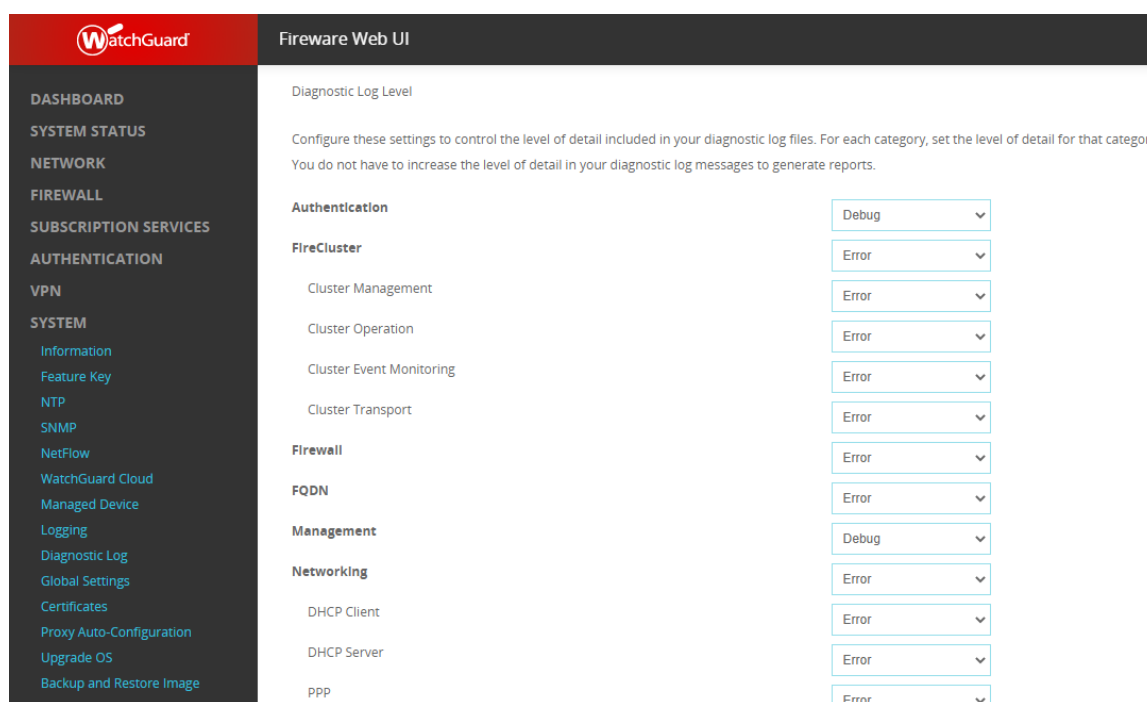 WatchGuard
Fireware Web UI
DASHBOARD
SYSTEM STATUS
NETWORK
FIREWALL
SUBSCRIPTION SERVICES
AUTHENTICATION
VPN
SYSTEM
Information
Feature Key
NTP
SNMP
NetFlow
WatchGuard Cloud
Managed Device
Logging
Diagnostic Log
Global Settings
Certificates
Proxy Auto-Configuration
Upgrade OS
Backup and Restore Image
Diagnostic Log Level
Configure these settings to control the level of detail included in your diagnostic log files. For each category, set the level of detail for that categor
You do not have to increase the level of detail in your diagnostic log messages to generate reports.
Authentication Debug
FireCluster Error
Cluster Management Error
Cluster Operation Error
Cluster Event Monitoring Error
Cluster Transport Error
Firewall Error
FQDN Error
Management Debug
Networking Error
DHCP Client Error
DHCP Server Error
PPP Error